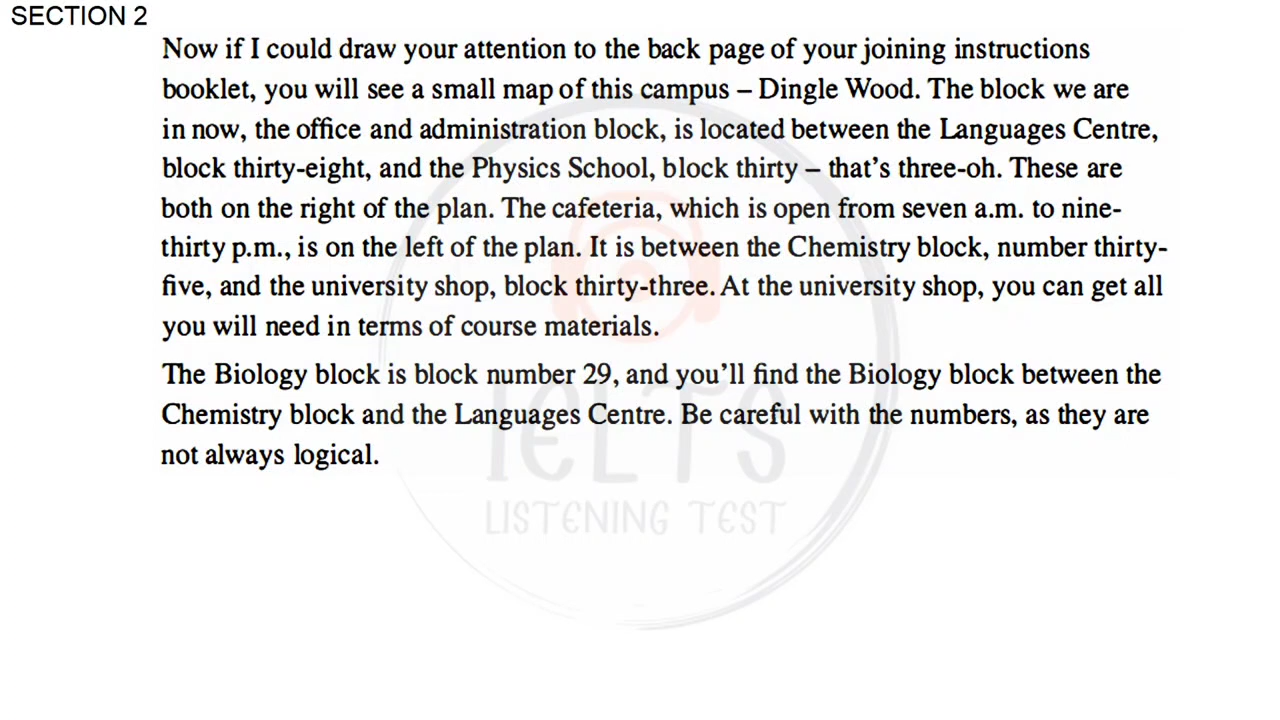 SECTION 2
Now if I could draw your attention to the back page of your joining instructions
booklet, you will see a small map of this campus – Dingle Wood. The block we are
in now, the office and administration block, is located between the Languages Centre,
block thirty-eight, and the Physics School, block thirty – that's three-oh. These are
both on the right of the plan. The cafeteria, which is open from seven a.m. to nine-
thirty p.m., is on the left of the plan. It is between the Chemistry block, number thirty-
five, and the university shop, block thirty-three. At the university shop, you can get all
you will need in terms of course materials.
The Biology block is block number 29, and you'll find the Biology block between the
Chemistry block and the Languages Centre. Be careful with the numbers, as they are
not always logical.
IELTS
LISTENING TEST